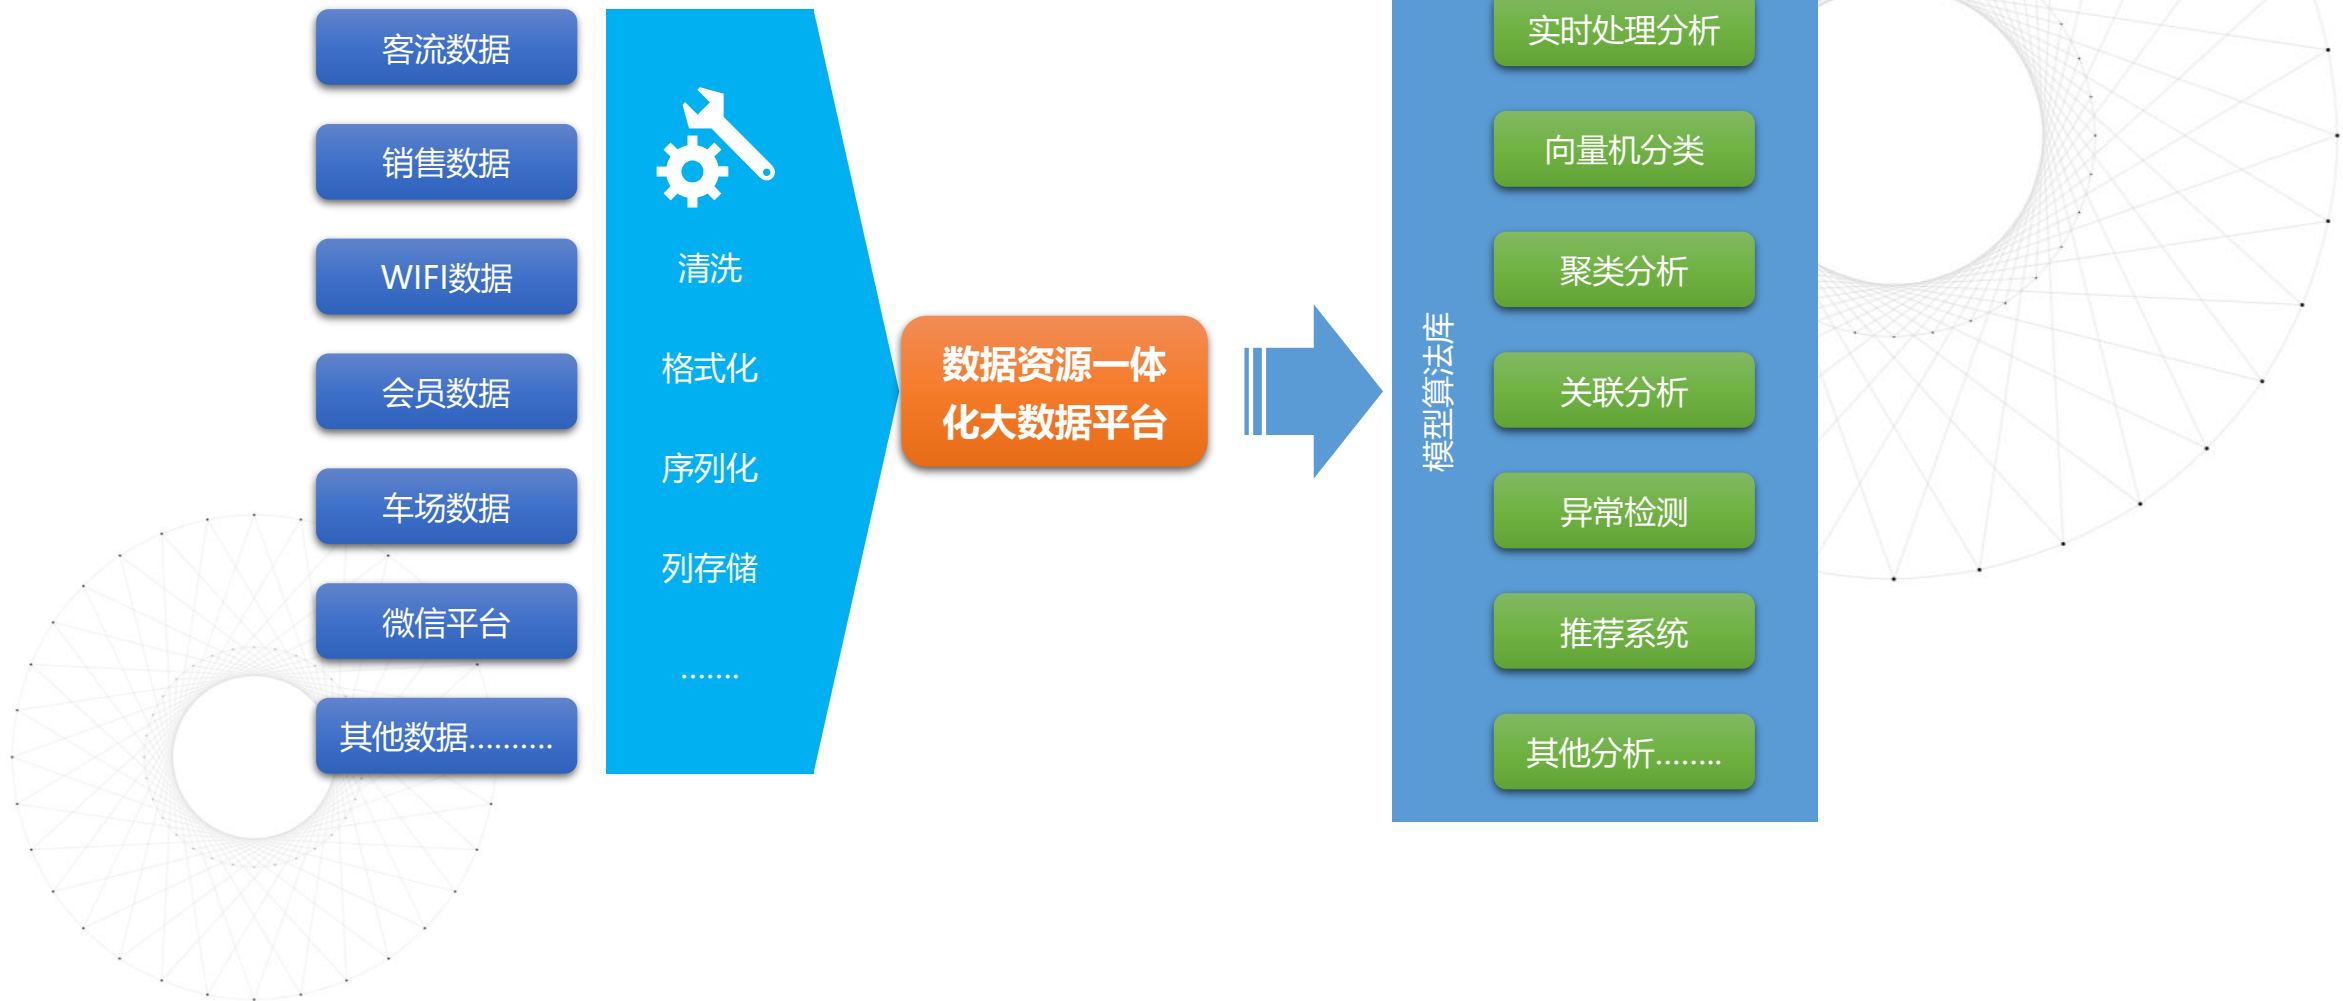 客流数据
销售数据
WIFI数据
会员数据
车场数据
微信平台
其他数据..........
清洗
格式化
序列化
列存储
.......
数据资源一体
化大数据平台
模型算法库
实时处理分析
向量机分类
聚类分析
关联分析
异常检测
推荐系统
其他分析........